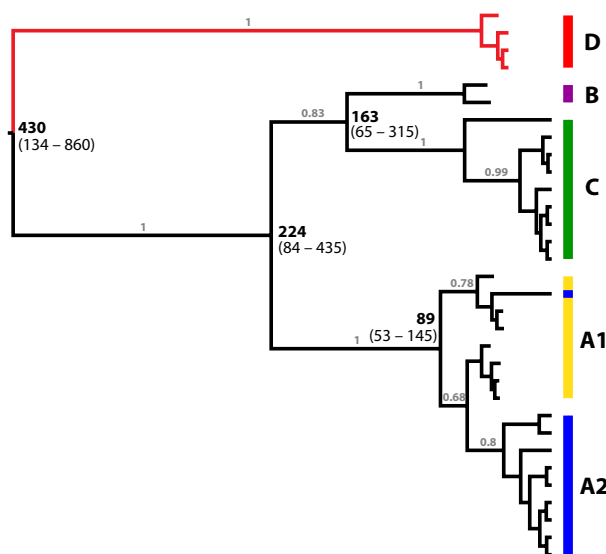 1
D
B
1
0.83
163
(65 – 315)
430
(134 – 860)
1
C
0.99
1
224
(84 – 435)
0.78
89
(53 – 145)
1
A1
0.68
0.8
A2